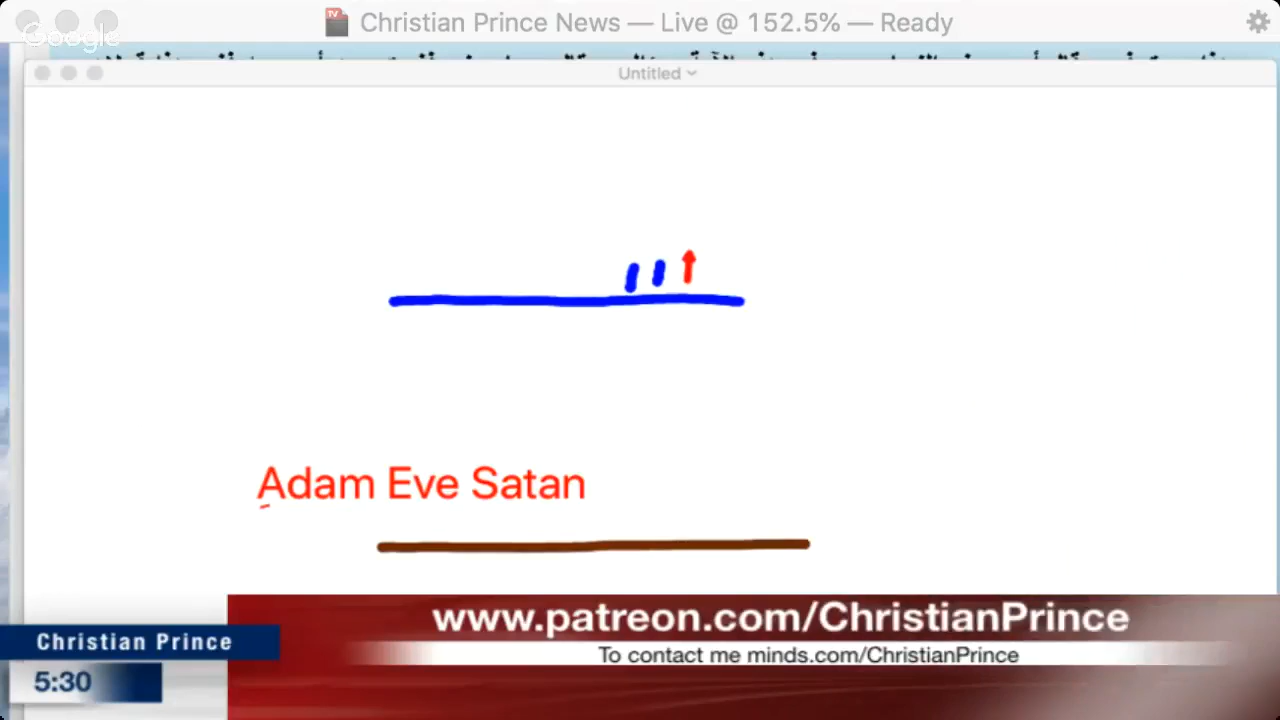 Christian Prince News — Live @ 152.5% — Ready
Google
Untitled
Adam Eve Satan
www.patreon.com/ChristianPrince
Christian Prince
To contact me minds.com/ChristianPrince
5:30